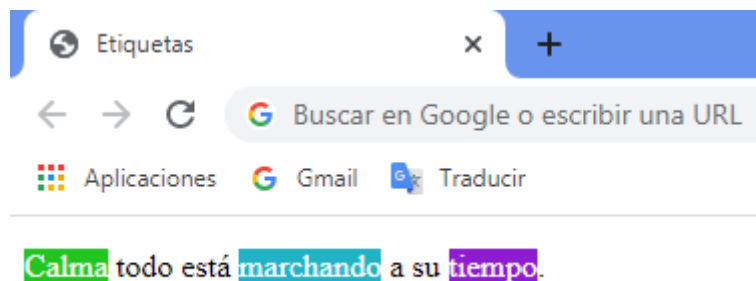 Etiquetas
Buscar en Google o escribir una URL
Aplicaciones Gmail Traducir
Calma todo está marchando a su tiempo.